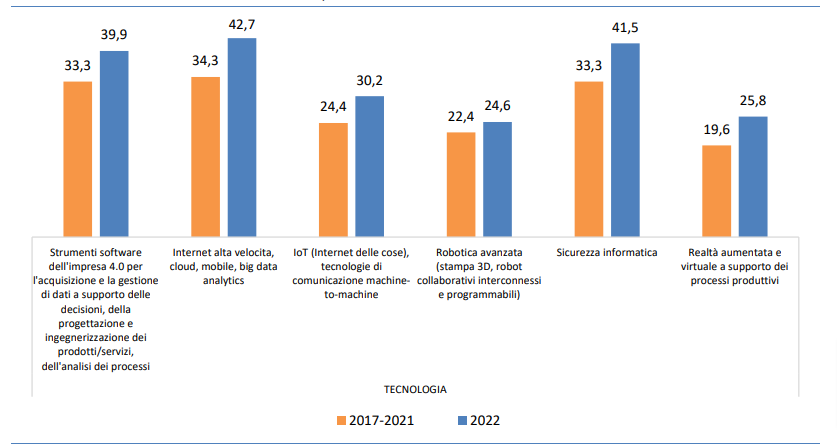 42,7
39,9
41,5
33,3
34,3
33,3
30,2
24,4
22,4
24,6
25,8
19,6
Strumenti software
dell'impresa 4.0 per
l'acquisizione e la gestione
di dati a supporto delle
decisioni, della
progettazione e
ingegnerizzazione dei
prodotti/servizi,
dell'analisi dei processi
Internet alta velocita,
cloud, mobile, big data
analytics
IoT (Internet delle cose),
tecnologie di
comunicazione machine-
to-machine
Robotica avanzata
(stampa 3D, robot
collaborativi interconnessi
e programmabili)
Sicurezza informatica
Realtà aumentata e
virtuale a supporto dei
processi produttivi
TECNOLOGIA
2017-2021
2022